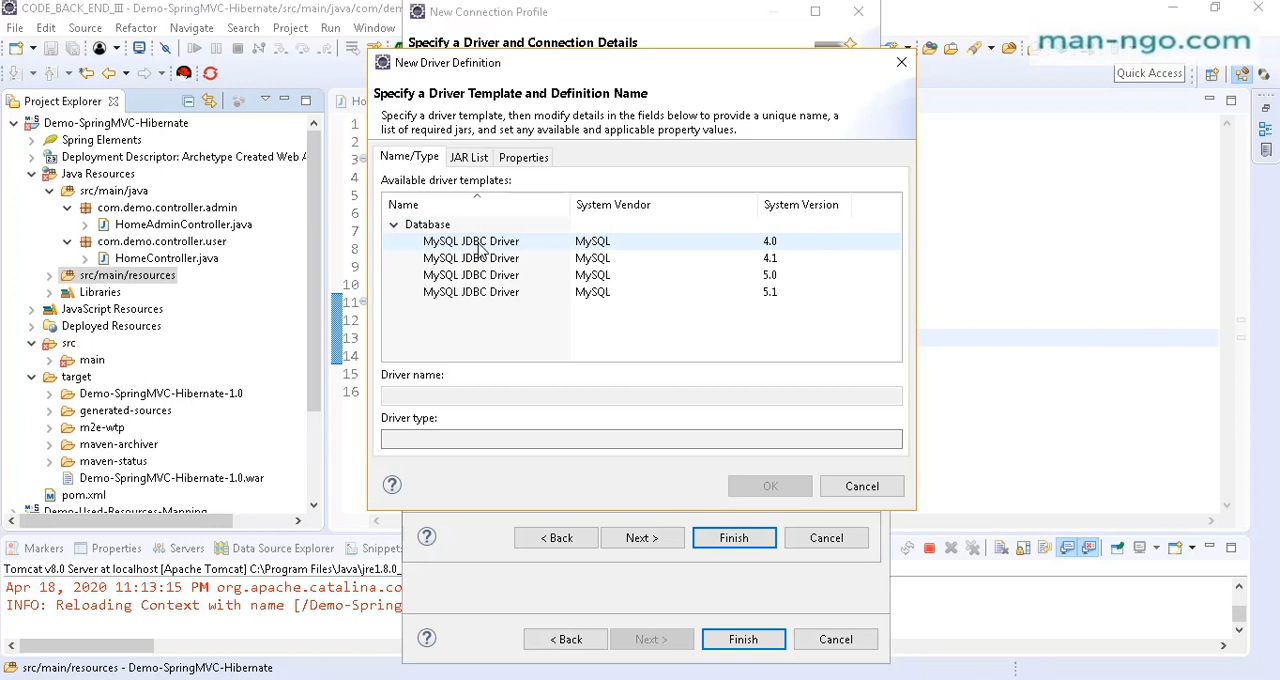 CODE_BACK_END_III - Demo-SpringMVC-Hibernate/src/main/java/com/de
New Connection Profile
man-ngo.com
File Edit Source Refactor Navigate Search Project Run Window
Specify a Driver and Connection Details
Quick Access
New Driver Definition
Specify a Driver Template and Definition Name
Specify a driver template, then modify details in the fields below to provide a unique name, a
list of required jars, and set any available and applicable property values.
Name/Type JAR List Properties
Available driver templates:
Name System Vendor System Version
Database
MySQL JDBC Driver MySQL 4.0
MySQL JDBC Driver MySQL 4.1
MySQL JDBC Driver MySQL 5.0
MySQL JDBC Driver MySQL 5.1
Driver name:
Driver type:
OK Cancel
Project Explorer
Demo-SpringMVC-Hibernate
Spring Elements
Deployment Descriptor: Archetype Created Web A
Java Resources
src/main/java
com.demo.controller.admin
HomeAdminController.java
com.demo.controller.user
HomeController.java
src/main/resources
Libraries
JavaScript Resources
Deployed Resources
src
main
target
Demo-SpringMVC-Hibernate-1.0
generated-sources
m2e-wtp
maven-archiver
maven-status
Demo-SpringMVC-Hibernate-1.0.war
pom.xml
Demo-Used-Resources-Mapping
Ho
1
2
3
4
5
6
7
8
9
10
11
12
13
14
15
16
< Back Next > Finish Cancel
Markers Properties Servers Data Source Explorer Snippets
Tomcat v8.0 Server at localhost [Apache Tomcat] C:\Program Files\Java\jre1.8.0_
Apr 18, 2020 11:13:15 PM org.apache.catalina.co
INFO: Reloading Context with name [/Demo-Spring
< Back Next > Finish Cancel
src/main/resources - Demo-SpringMVC-Hibernate